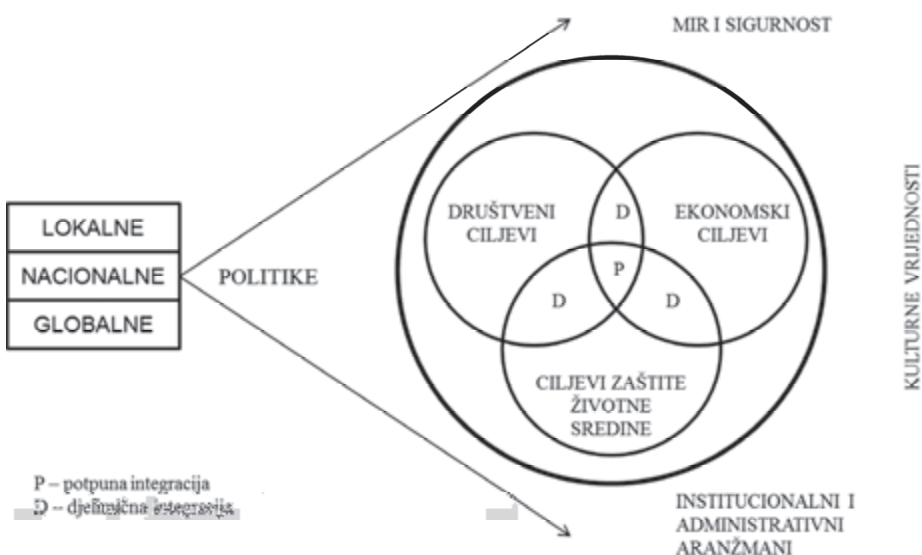 MIR I SIGURNOST
DRUŠTVENI
CILJEVI
D
EKONOMSKI
CILJEVI
P
D
D
CILJEVI ZAŠTITE
ŽIVOTNE
SREDINE
LOKALNE
NACIONALNE
GLOBALNE
POLITIKE
KULTURNE VRIJEDNOSTI
P – potpuna integracija
D – djelimična integracija
INSTITUCIONALNI I
ADMINISTRATIVNI
ARANŽMANI